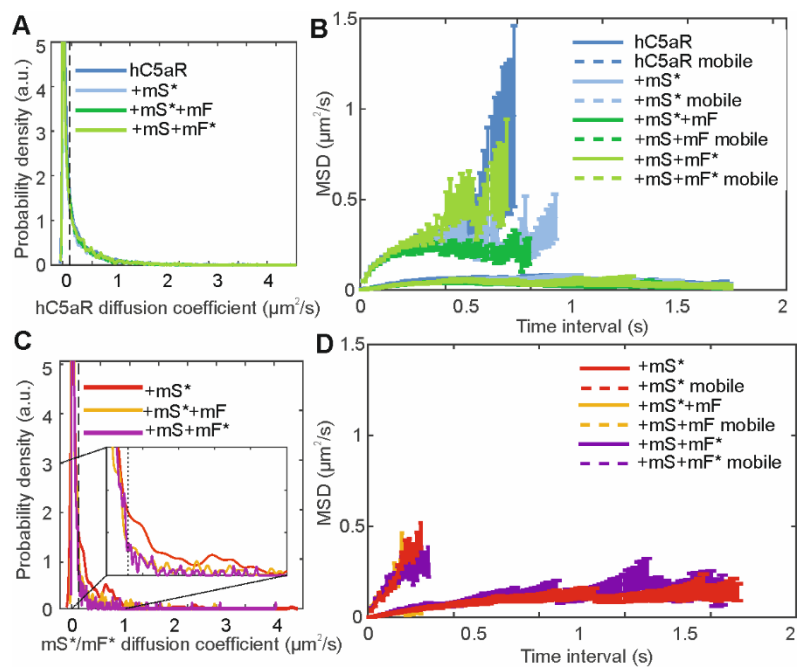 A
Probability density (a.u.)
5
4
3
2
1
0
hC5aR
+mS*
+mS*+mF
+mS+mF*
0 1 2 3 4
hC5aR diffusion coefficient (µm²/s)
B
MSD (µm²/s)
1.5
1
0.5
0
hC5aR
hC5aR mobile
+mS*
+mS* mobile
+mS*+mF
+mS+mF mobile
+mS+mF*
+mS+mF* mobile
0 0.5 1 1.5 2
Time interval (s)
C
Probability density (a.u.)
5
4
3
2
1
0
+mS*
+mS*+mF
+mS+mF*
0 1 2 3 4
mS*/mF* diffusion coefficient (µm²/s)
D
MSD (µm²/s)
1.5
1
0.5
0
+mS*
+mS* mobile
+mS*+mF
+mS+mF mobile
+mS+mF*
+mS+mF* mobile
0 0.5 1 1.5 2
Time interval (s)